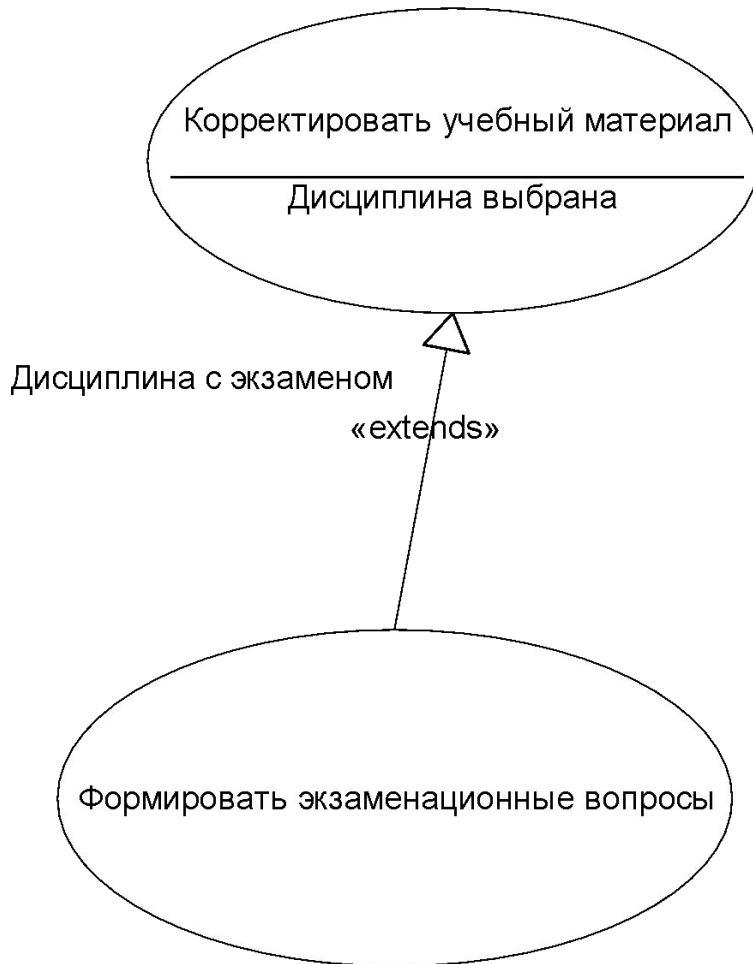 Корректировать учебный материал
Дисциплина выбрана
Дисциплина с экзаменом
«extends»
Формировать экзаменационные вопросы